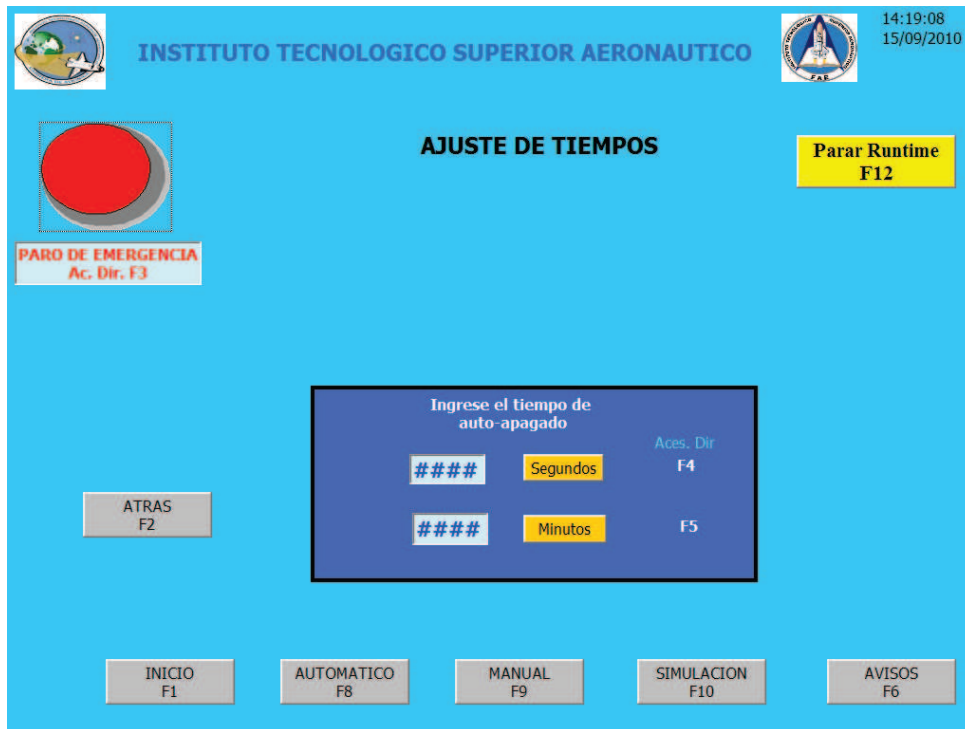 14:19:08
15/09/2010
INSTITUTO TECNOLOGICO SUPERIOR AERONAUTICO
F.A.E
AJUSTE DE TIEMPOS
Parar Runtime
F12
PARO DE EMERGENCIA
Ac. Dir. F3
Ingrese el tiempo de
auto-apagado
Aces. Dir
#### Segundos F4
#### Minutos F5
ATRAS
F2
INICIO
F1
AUTOMATICO
F8
MANUAL
F9
SIMULACION
F10
AVISOS
F6